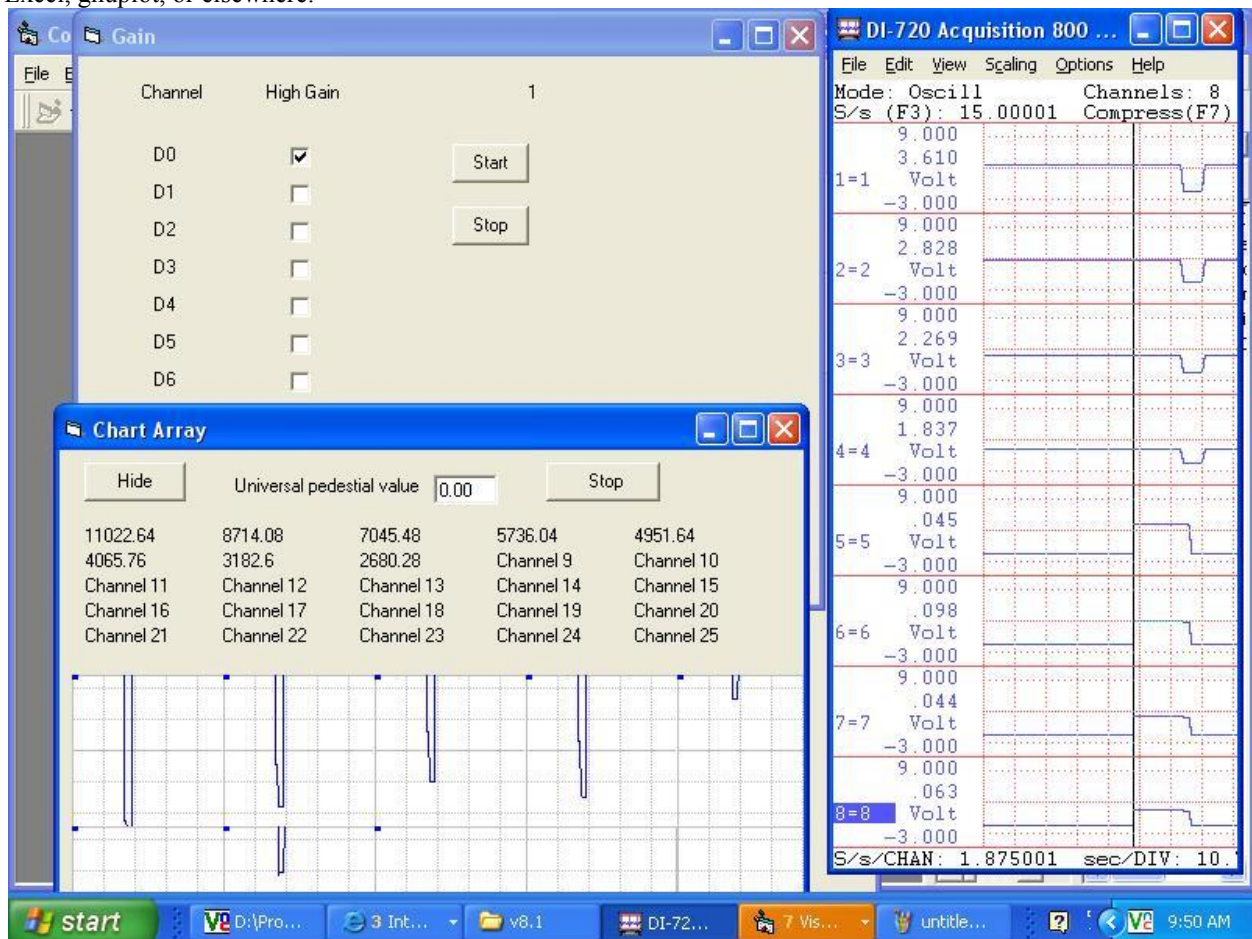 Excel, gnuplot, or elsewhere.
Co
Gain
File E
Channel High Gain 1
D0 Start
D1
D2 Stop
D3
D4
D5
D6
Chart Array
Hide Universal pedestial value 0.00 Stop
11022.64 8714.08 7045.48 5736.04 4951.64
4065.76 3182.6 2680.28 Channel 9 Channel 10
Channel 11 Channel 12 Channel 13 Channel 14 Channel 15
Channel 16 Channel 17 Channel 18 Channel 19 Channel 20
Channel 21 Channel 22 Channel 23 Channel 24 Channel 25
DI-720 Acquisition 800 ...
File Edit View Scaling Options Help
Mode: Oscill Channels: 8
S/s (F3): 15.00001 Compress(F7)
9.000
3.610
1=1 Volt
-3.000
9.000
2.828
2=2 Volt
-3.000
9.000
2.269
3=3 Volt
-3.000
9.000
1.837
4=4 Volt
-3.000
9.000
.045
5=5 Volt
-3.000
9.000
.098
6=6 Volt
-3.000
9.000
.044
7=7 Volt
-3.000
9.000
.063
8=8 Volt
-3.000
S/s/CHAN: 1.875001 sec/DIV: 10.
start D:\Pro... 3 Int... v8.1 DI-72... 7 Vis... untitle... 9:50 AM